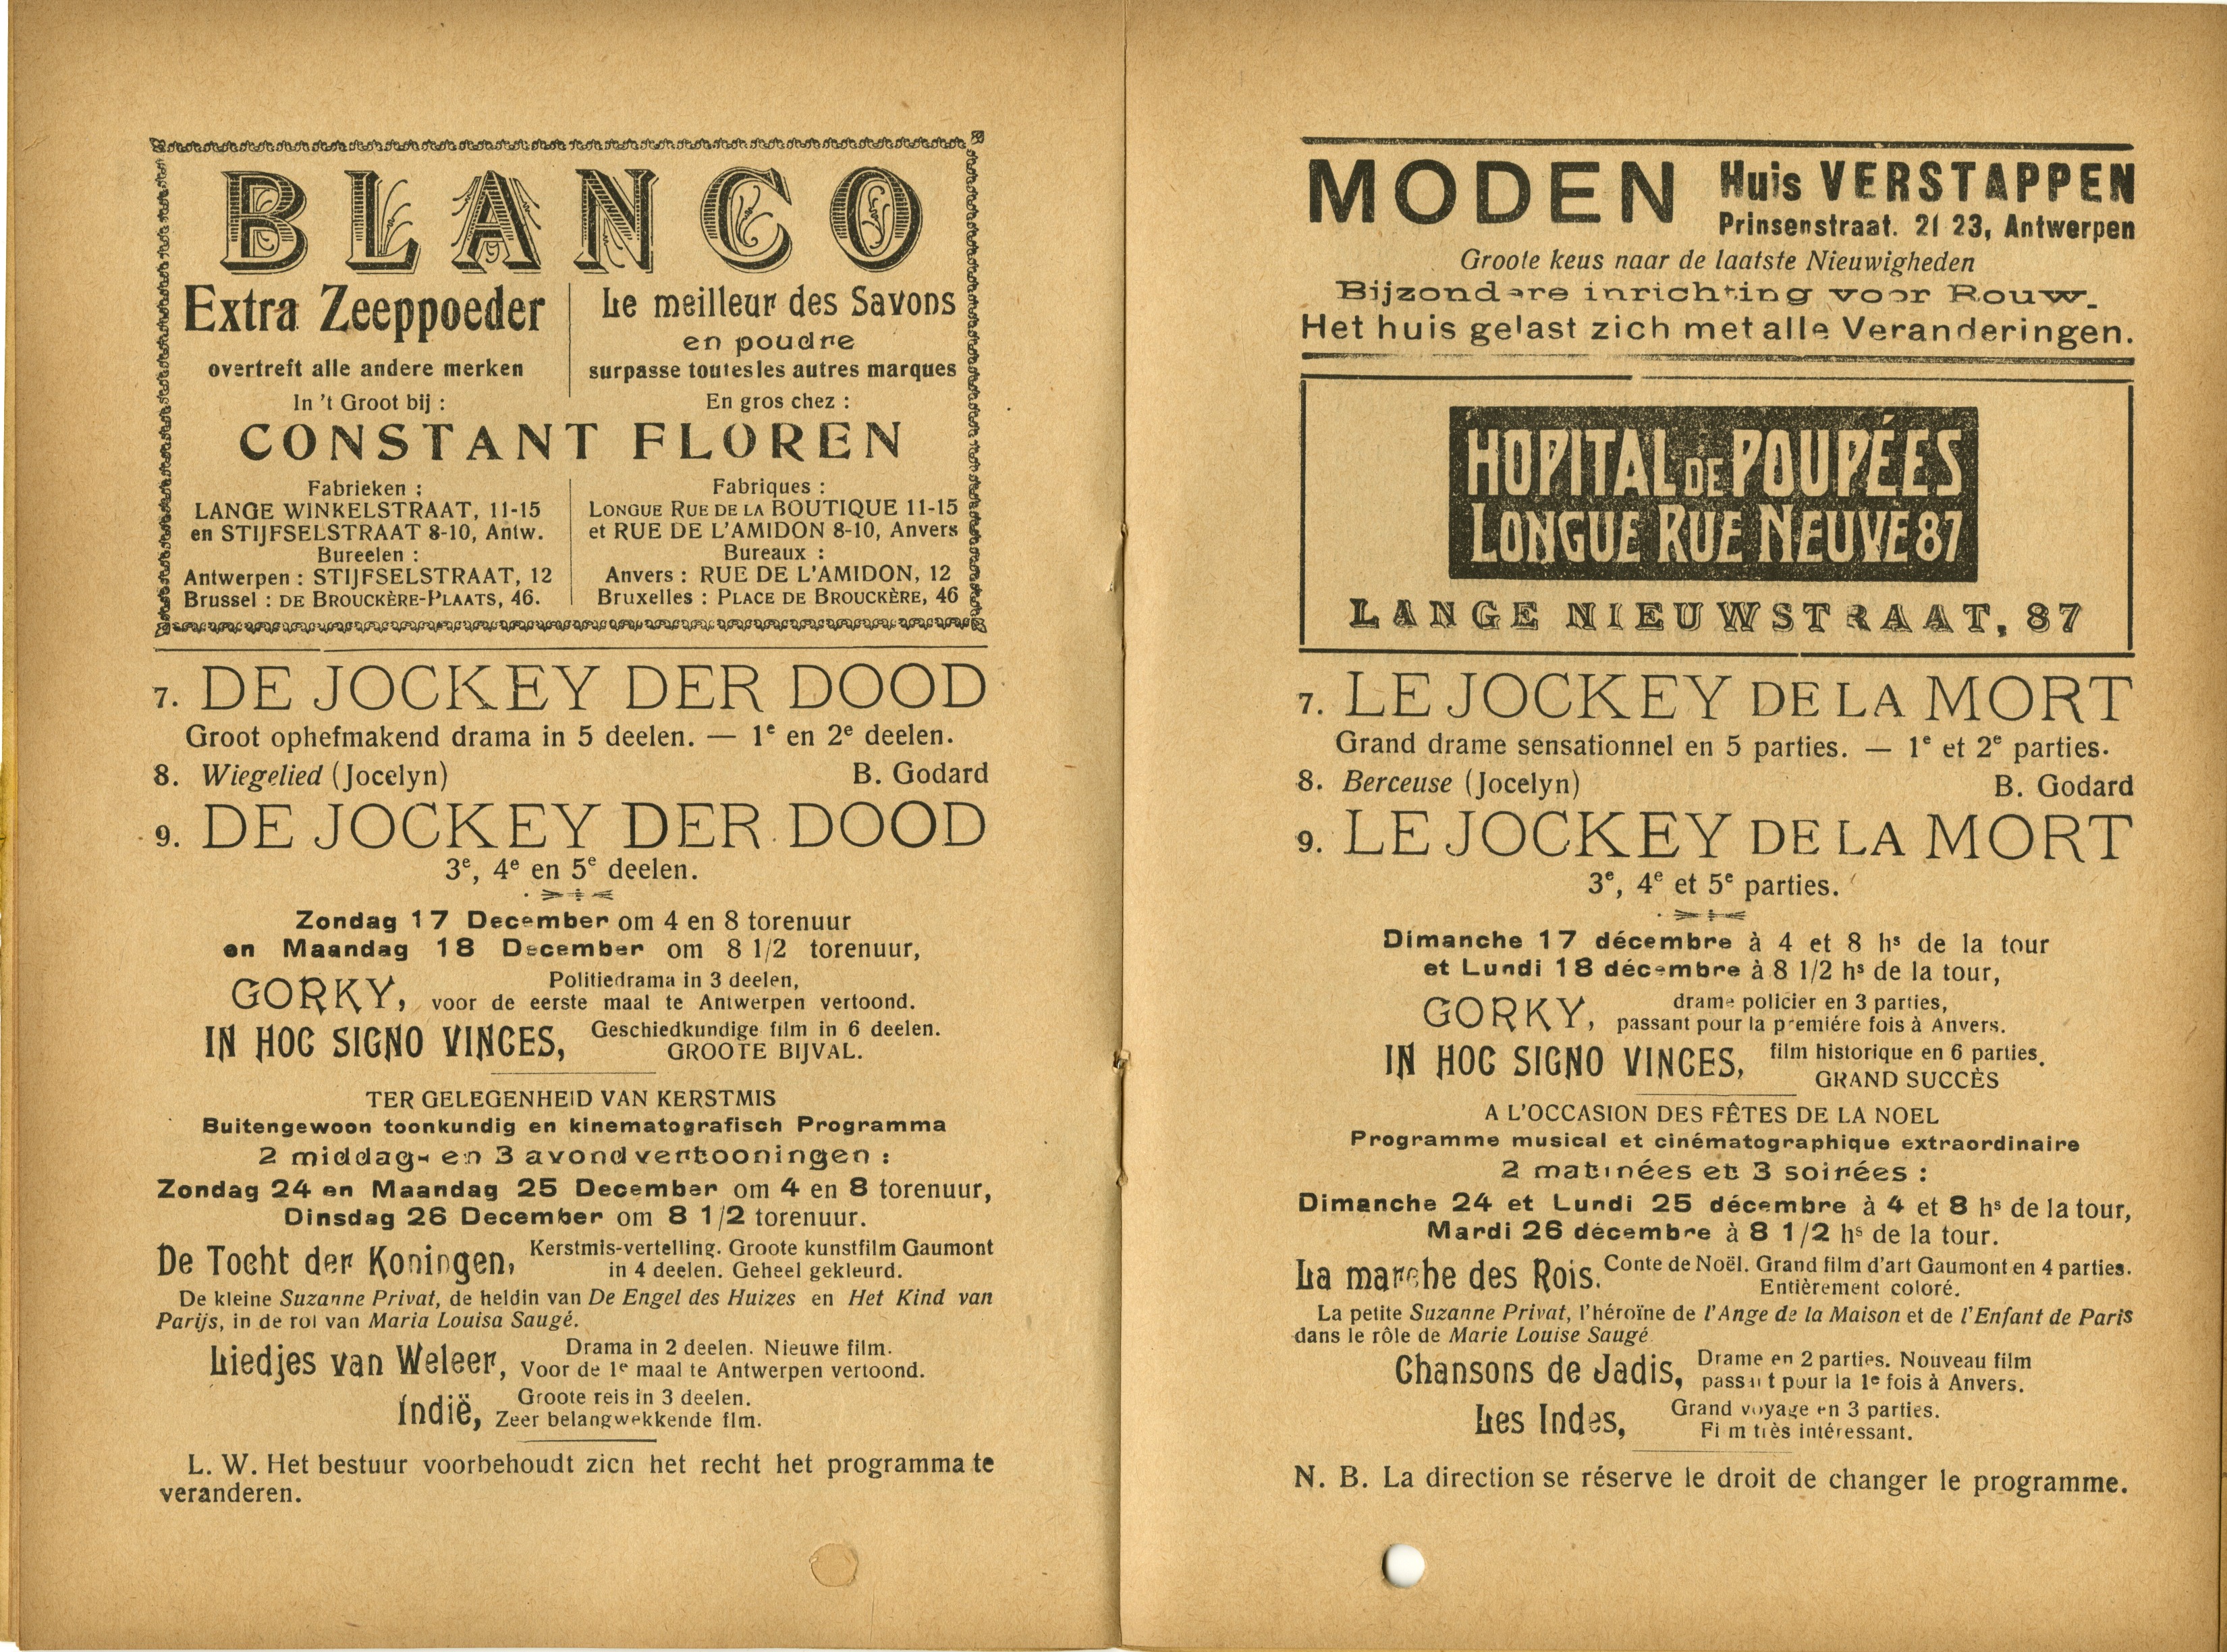 BLANCO
Extra Zeeppoeder
overtreft alle andere merken
In 't Groot bij :
Le meilleur des Savons
en poudre
surpasse toutes les autres marques
En gros chez :
CONSTANT FLOREN
Fabrieken :
LANGE WINKELSTRAAT, 11-15
en STIJFSELSTRAAT 8-10, Antw.
Bureelen :
Antwerpen : STIJFSELSTRAAT, 12
Brussel : DE BROUCKÈRE-PLAATS, 46.
Fabriques :
LONGUE RUE DE LA BOUTIQUE 11-15
et RUE DE L'AMIDON 8-10, Anvers
Bureaux :
Anvers : RUE DE L'AMIDON, 12
Bruxelles : PLACE DE BROUCKÈRE, 46
7. DE JOCKEY DER DOOD
Groot ophefmakend drama in 5 deelen. — 1e en 2e deelen.
8. Wiegelied (Jocelyn) B. Godard
9. DE JOCKEY DER DOOD
3e, 4e en 5e deelen.
Zondag 17 December om 4 en 8 torenuur
en Maandag 18 December om 8 1/2 torenuur,
GORKY, Politiedrama in 3 deelen,
voor de eerste maal te Antwerpen vertoond.
IN HOC SIGNO VINCES, Geschiedkundige film in 6 deelen.
GROOTE BIJVAL.
TER GELEGENHEID VAN KERSTMIS
Buitengewoon toonkundig en kinematografisch Programma
2 middag- en 3 avondvertooningen :
Zondag 24 en Maandag 25 December om 4 en 8 torenuur,
Dinsdag 26 December om 8 1/2 torenuur.
De Tocht der Koningen, Kerstmis-vertelling. Groote kunstfilm Gaumont
in 4 deelen. Geheel gekleurd.
De kleine Suzanne Privat, de heldin van De Engel des Huizes en Het Kind van
Parijs, in de rol van Maria Louisa Saugé.
Liedjes van Weleer, Drama in 2 deelen. Nieuwe film.
Voor de 1e maal te Antwerpen vertoond.
Indië, Groote reis in 3 deelen.
Zeer belangwekkende flm.
L. W. Het bestuur voorbehoudt zich het recht het programma te
veranderen.
MODEN Huis VERSTAPPEN
Prinsenstraat. 21 23, Antwerpen
Groote keus naar de laatste Nieuwigheden
Bijzondere inrichting voor Rouw.
Het huis gelast zich met alle Veranderingen.
HOPITAL DE POUPÉES
LONGUE RUE NEUVE 87
LANGE NIEUWSTRAAT, 87
7. LE JOCKEY DE LA MORT
Grand drame sensationnel en 5 parties. — 1e et 2e parties.
8. Berceuse (Jocelyn) B. Godard
9. LE JOCKEY DE LA MORT
3e, 4e et 5e parties.
Dimanche 17 décembre à 4 et 8 hs de la tour
et Lundi 18 décembre à 8 1/2 hs de la tour,
GORKY, drame policier en 3 parties,
passant pour la premiére fois à Anvers.
IN HOC SIGNO VINCES, film historique en 6 parties.
GRAND SUCCÈS
A L'OCCASION DES FÊTES DE LA NOEL
Programme musical et cinématographique extraordinaire
2 matinées et 3 soirées :
Dimanche 24 et Lundi 25 décembre à 4 et 8 hs de la tour,
Mardi 26 décembre à 8 1/2 hs de la tour.
La marche des Rois. Conte de Noël. Grand film d'art Gaumont en 4 parties.
Entièrement coloré.
La petite Suzanne Privat, l'héroïne de l'Ange de la Maison et de l'Enfant de Paris
dans le rôle de Marie Louise Saugé
Chansons de Jadis, Drame en 2 parties. Nouveau film
passant pour la 1e fois à Anvers.
Les Indes, Grand voyage en 3 parties.
Film très intéressant.
N. B. La direction se réserve le droit de changer le programme.